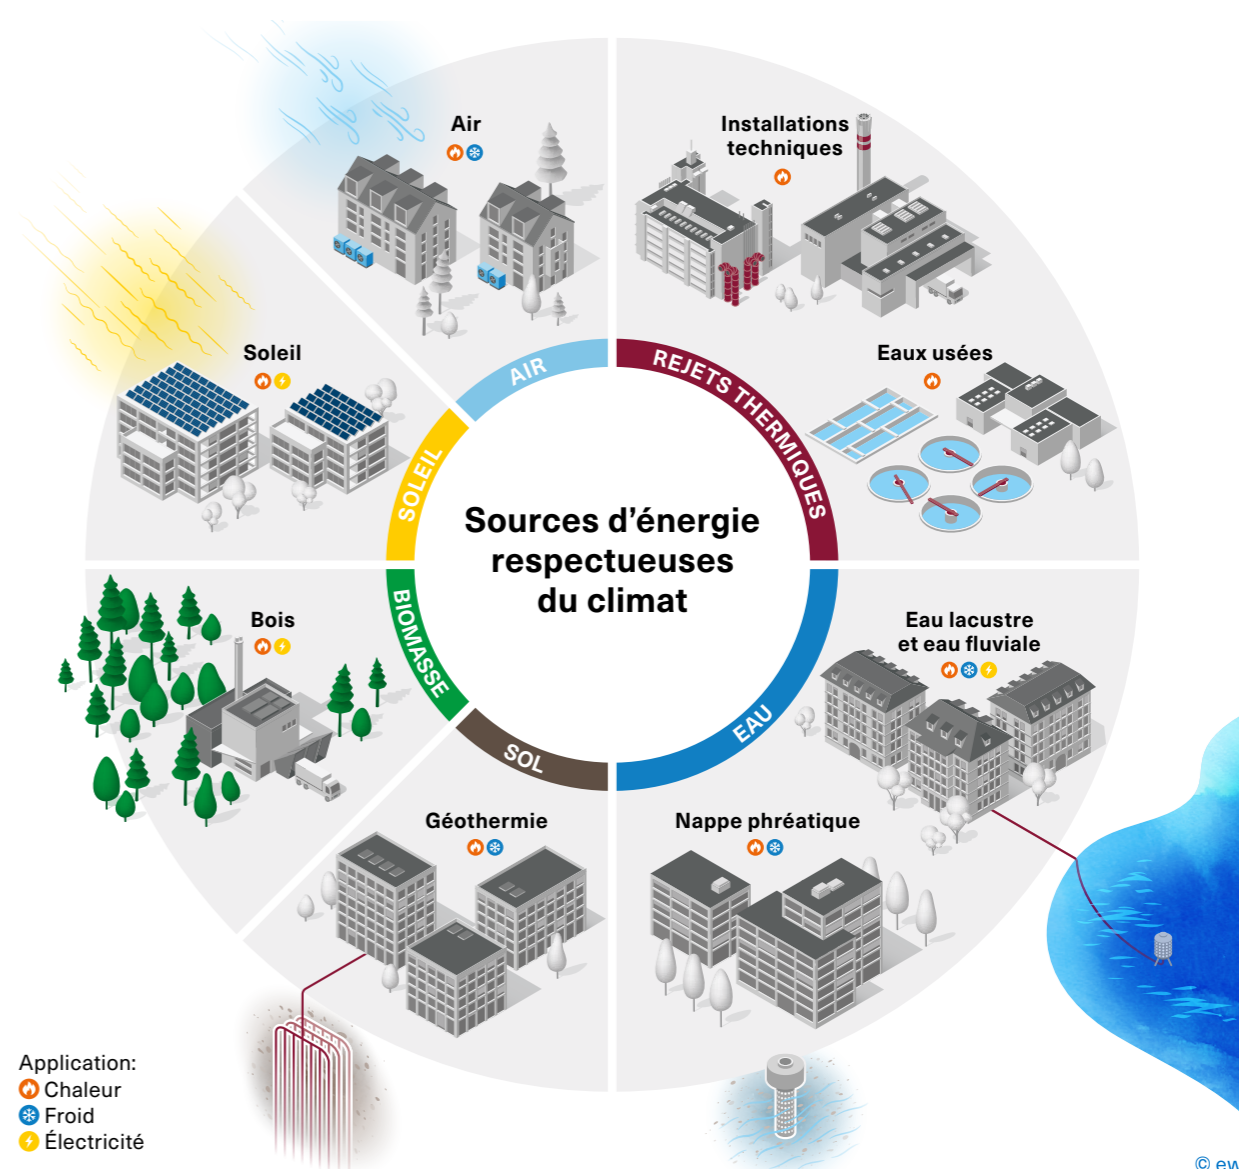 Air
Installations
techniques
Soleil
Eaux usées
AIR
REJETS THERMIQUES
SOLEIL
Sources d’énergie
respectueuses
du climat
Bois
BIOMASSE
Eau lacustre
et eau fluviale
SOL
EAU
Géothermie
Nappe phréatique
Application:
Chaleur
Froid
Électricité
© ew